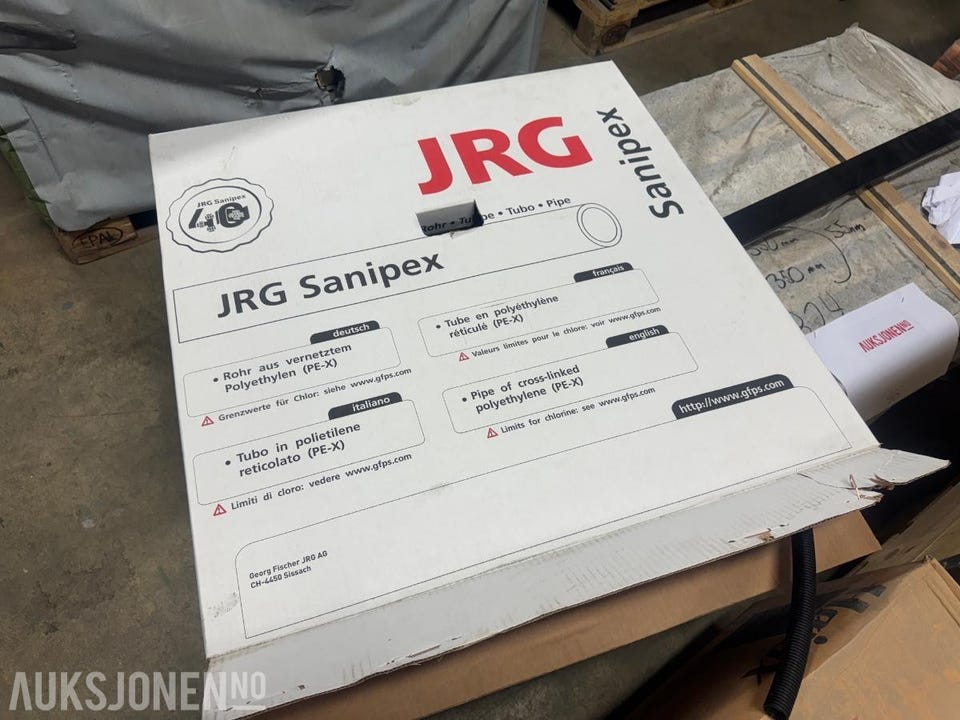 JRG
Sanipex
JRG Sanipex
40
Rohr • Tube • Tubo • Pipe
JRG Sanipex
deutsch
• Rohr aus vernetztem
Polyethylen (PE-X)
Grenzwerte für Chlor: siehe www.gfps.com
français
• Tube en polyéthylène
réticulé (PE-X)
Valeurs limites pour le chlore: voir www.gfps.com
italiano
• Tubo in polietilene
reticolato (PE-X)
Limiti di cloro: vedere www.gfps.com
english
• Pipe of cross-linked
polyethylene (PE-X)
Limits for chlorine: see www.gfps.com
http://www.gfps.com
Georg Fischer JRG AG
CH-4450 Sissach
EPAL
350 mm
324
AUKSJONEN NO
AUKSJONEN NO